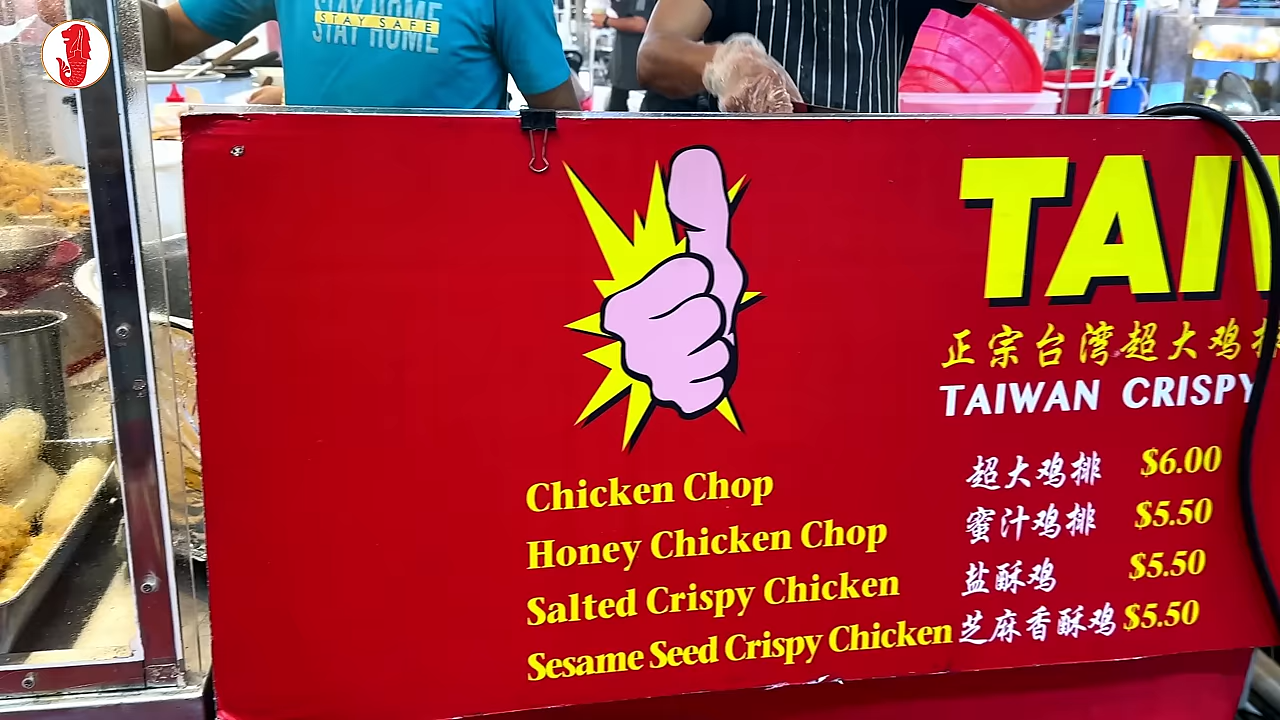 STAY HOME
STAY SAFE
STAY HOME
TAI
正宗台湾超大鸡
TAIWAN CRISPY
Chicken Chop 超大鸡排 $6.00
Honey Chicken Chop 蜜汁鸡排 $5.50
Salted Crispy Chicken 盐酥鸡 $5.50
Sesame Seed Crispy Chicken 芝麻香酥鸡 $5.50